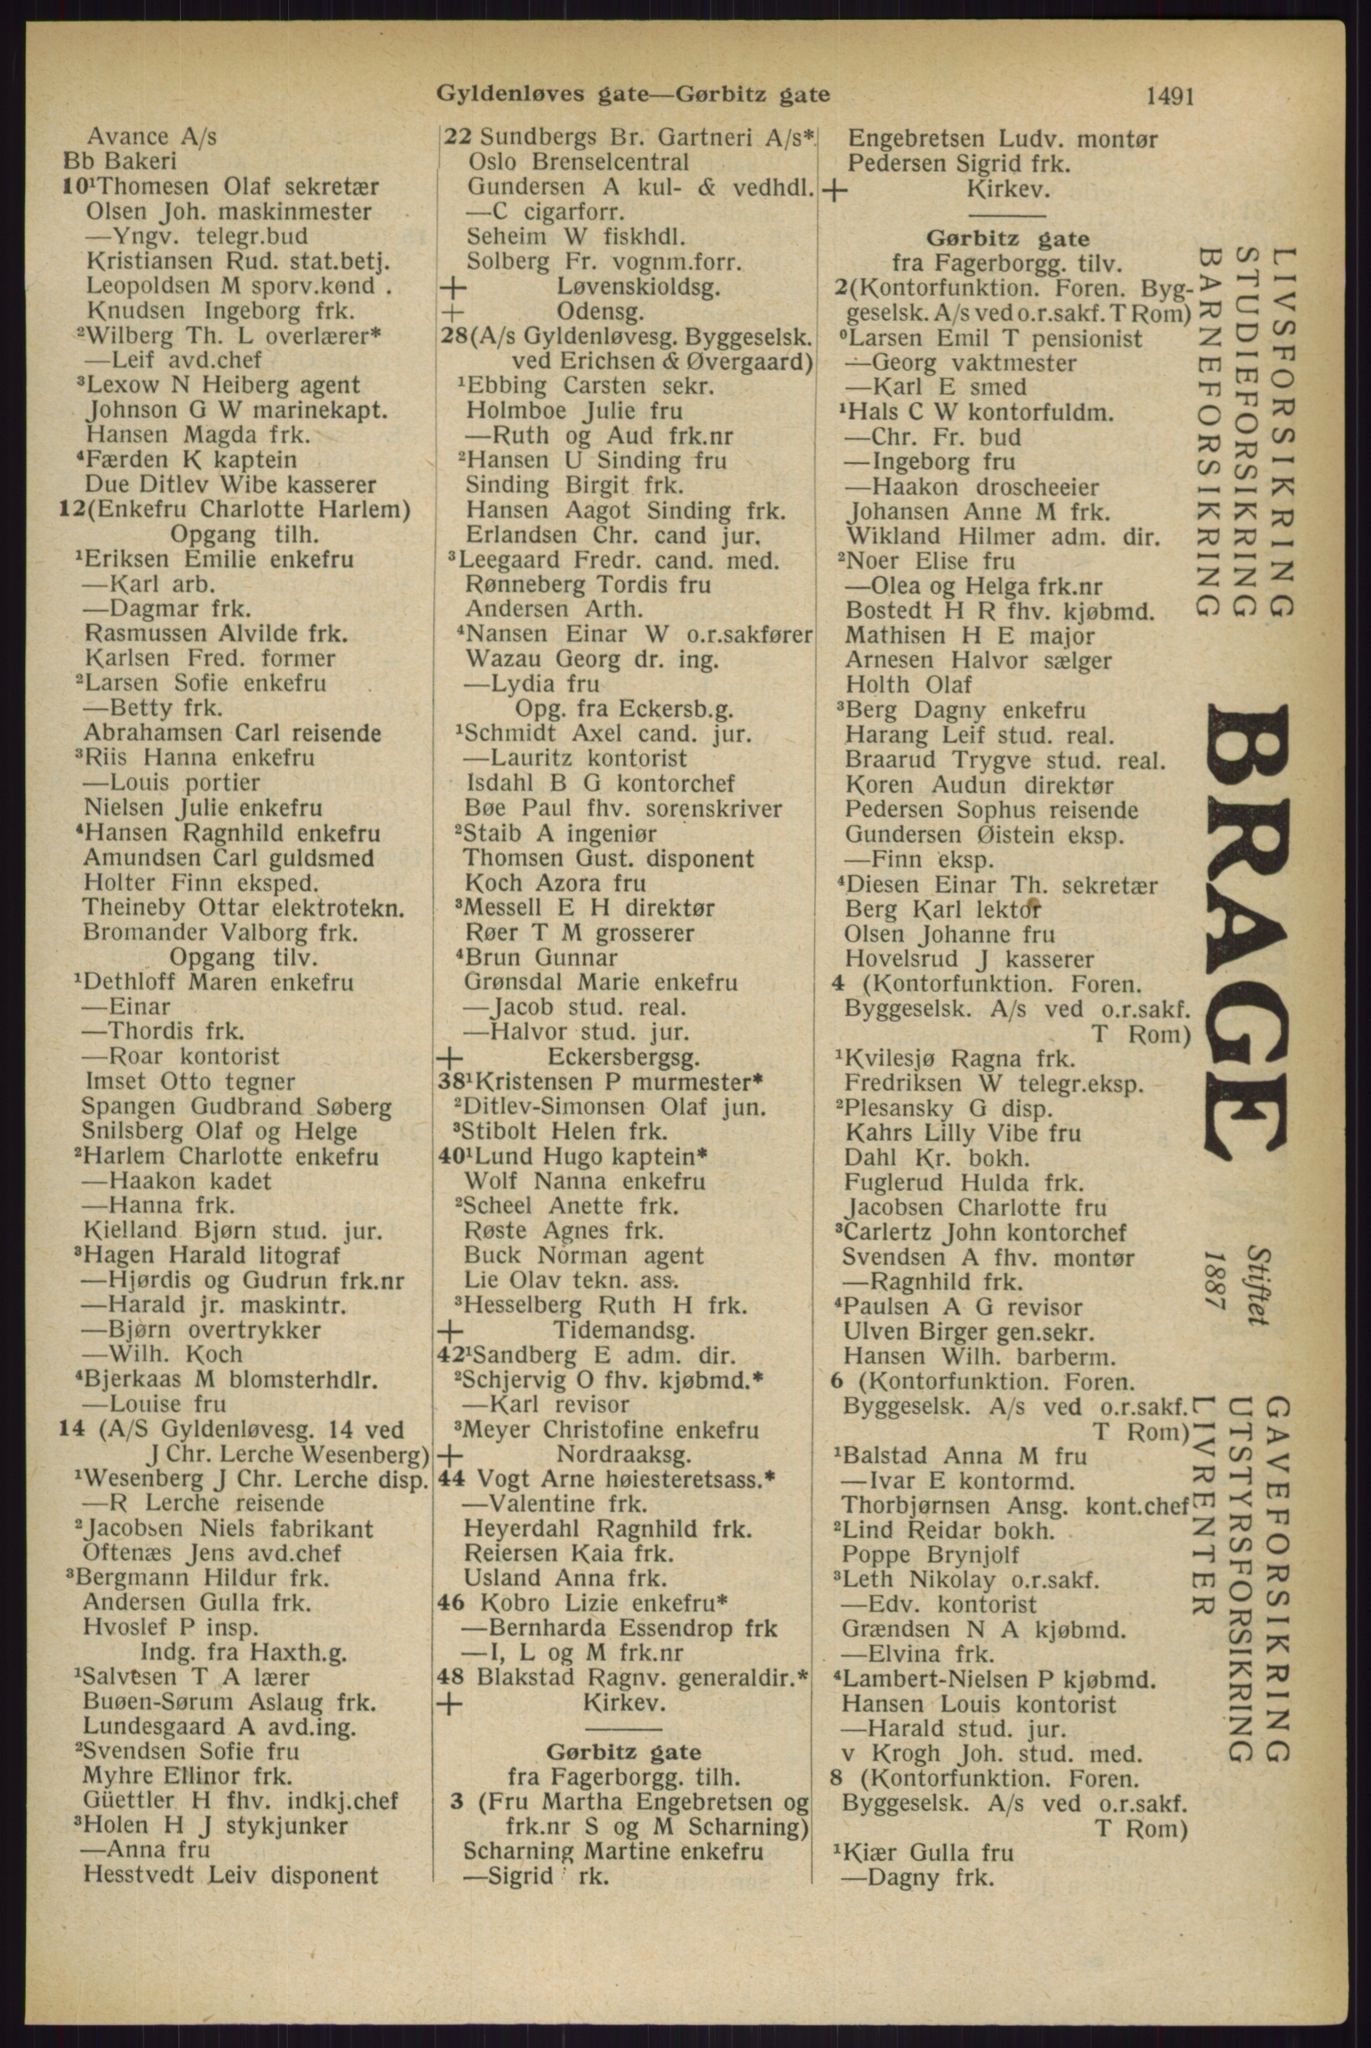 Gyldenløves gate—Gørbitz gate
1491
Avance A/s
Bb Bakeri
10¹Thomesen Olaf sekretær
Olsen Joh. maskinmester
—Yngv. telegr.bud
Kristiansen Rud. stat.betj.
Leopoldsen M sporv.kond .
Knudsen Ingeborg frk.
²Wilberg Th. L overlærer*
—Leif avd.chef
³Lexow N Heiberg agent
Johnson G W marinekapt.
Hansen Magda frk.
⁴Færden K kaptein
Due Ditlev Wibe kasserer
12(Enkefru Charlotte Harlem)
Opgang tilh.
¹Eriksen Emilie enkefru
—Karl arb.
—Dagmar frk.
Rasmussen Alvilde frk.
Karlsen Fred. former
²Larsen Sofie enkefru
—Betty frk.
Abrahamsen Carl reisende
³Riis Hanna enkefru
—Louis portier
Nielsen Julie enkefru
⁴Hansen Ragnhild enkefru
Amundsen Carl guldsmed
Holter Finn eksped.
Theineby Ottar elektrotekn.
Bromander Valborg frk.
Opgang tilv.
¹Dethloff Maren enkefru
—Einar
—Thordis frk.
—Roar kontorist
Imset Otto tegner
Spangen Gudbrand Søberg
Snilsberg Olaf og Helge
²Harlem Charlotte enkefru
—Haakon kadet
—Hanna frk.
Kielland Bjørn stud. jur.
³Hagen Harald litograf
—Hjørdis og Gudrun frk.nr
—Harald jr. maskintr.
—Bjørn overtrykker
—Wilh. Koch
⁴Bjerkaas M blomsterhdlr.
—Louise fru
14 (A/S Gyldenløvesg. 14 ved
J Chr. Lerche Wesenberg)
¹Wesenberg J Chr. Lerche disp.
—R Lerche reisende
²Jacobsen Niels fabrikant
Oftenæs Jens avd.chef
³Bergmann Hildur frk.
Andersen Gulla frk.
Hvoslef P insp.
Indg. fra Haxth.g.
¹Salvesen T A lærer
Buøen-Sørum Aslaug frk.
Lundesgaard A avd.ing.
²Svendsen Sofie fru
Myhre Ellinor frk.
Güettler H fhv. indkj.chef
³Holen H J stykjunker
—Anna fru
Hesstvedt Leiv disponent
22 Sundbergs Br. Gartneri A/s*
Oslo Brenselcentral
Gundersen A kul- & vedhdl.
—C cigarforr.
Seheim W fiskhdl.
Solberg Fr. vognm.forr.
+ Løvenskioldsg.
+ Odensg.
28(A/s Gyldenløvesg. Byggeselsk.
ved Erichsen & Øvergaard)
¹Ebbing Carsten sekr.
Holmboe Julie fru
—Ruth og Aud frk.nr
²Hansen U Sinding fru
Sinding Birgit frk.
Hansen Aagot Sinding frk.
Erlandsen Chr. cand jur.
³Leegaard Fredr. cand. med.
Rønneberg Tordis fru
Andersen Arth.
⁴Nansen Einar W o.r.sakfører
Wazau Georg dr. ing.
—Lydia fru
Opg. fra Eckersb.g.
¹Schmidt Axel cand. jur.
—Lauritz kontorist
Isdahl B G kontorchef
Bøe Paul fhv. sorenskriver
²Staib A ingeniør
Thomsen Gust. disponent
Koch Azora fru
³Messell E H direktør
Røer T M grosserer
⁴Brun Gunnar
Grønsdal Marie enkefru
—Jacob stud. real.
—Halvor stud. jur.
+ Eckersbergsg.
38¹Kristensen P murmester*
²Ditlev-Simonsen Olaf jun.
³Stibolt Helen frk.
40¹Lund Hugo kaptein*
Wolf Nanna enkefru
²Scheel Anette frk.
Røste Agnes frk.
Buck Norman agent
Lie Olav tekn. ass.
³Hesselberg Ruth H frk.
+ Tidemandsg.
42¹Sandberg E adm. dir.
²Schjervig O fhv. kjøbmd.*
—Karl revisor
³Meyer Christofine enkefru
+ Nordraaksg.
44 Vogt Arne høiesteretsass.*
—Valentine frk.
Heyerdahl Ragnhild frk.
Reiersen Kaia frk.
Usland Anna frk.
46 Kobro Lizie enkefru*
—Bernharda Essendrop frk
—I, L og M frk.nr
48 Blakstad Ragnv. generaldir.*
+ Kirkev.
Gørbitz gate
fra Fagerborgg. tilh.
3 (Fru Martha Engebretsen og
frk.nr S og M Scharning)
Scharning Martine enkefru
—Sigrid rk.
Engebretsen Ludv. montør
Pedersen Sigrid frk.
+ Kirkev.
Gørbitz gate
fra Fagerborgg. tilv.
2(Kontorfunktion. Foren. Byg-
geselsk. A/s ved o.r.sakf. T Rom)
⁰Larsen Emil T pensionist
—Georg vaktmester
—Karl E smed
¹Hals C W kontorfuldm.
—Chr. Fr. bud
—Ingeborg fru
—Haakon droscheeier
Johansen Anne M frk.
Wikland Hilmer adm. dir.
²Noer Elise fru
—Olea og Helga frk.nr
Bostedt H R fhv. kjøbmd.
Mathisen H E major
Arnesen Halvor sælger
Holth Olaf
³Berg Dagny enkefru
Harang Leif stud. real.
Braarud Trygve stud. real.
Koren Audun direktør
Pedersen Sophus reisende
Gundersen Øistein eksp.
—Finn eksp.
⁴Diesen Einar Th. sekretær
Berg Karl lektor
Olsen Johanne fru
Hovelsrud J kasserer
4 (Kontorfunktion. Foren.
Byggeselsk. A/s ved o.r.sakf.
T Rom)
¹Kvilesjø Ragna frk.
Fredriksen W telegr.eksp.
²Plesansky G disp.
Kahrs Lilly Vibe fru
Dahl Kr. bokh.
Fuglerud Hulda frk.
Jacobsen Charlotte fru
³Carlertz John kontorchef
Svendsen A fhv. montør
—Ragnhild frk.
⁴Paulsen A G revisor
Ulven Birger gen.sekr.
Hansen Wilh. barberm.
6 (Kontorfunktion. Foren.
Byggeselsk. A/s ved o.r.sakf.
T Rom)
¹Balstad Anna M fru
—Ivar E kontormd.
Thorbjørnsen Ansg. kont.chef
²Lind Reidar bokh.
Poppe Brynjolf
³Leth Nikolay o.r.sakf.
—Edv. kontorist
Grændsen N A kjøbmd.
—Elvina frk.
⁴Lambert-Nielsen P kjøbmd.
Hansen Louis kontorist
—Harald stud. jur.
v Krogh Joh. stud. med.
8 (Kontorfunktion. Foren.
Byggeselsk. A/s ved o.r.sakf.
T Rom)
¹Kiær Gulla fru
—Dagny frk.
LIVSFORSIKRING
STUDIEFORSIKRING
BARNEFORSIKRING
BRAGE
Stiftet
1887
GAVEFORSIKRING
UTSTYRSFORSIKRING
LIVRENTER